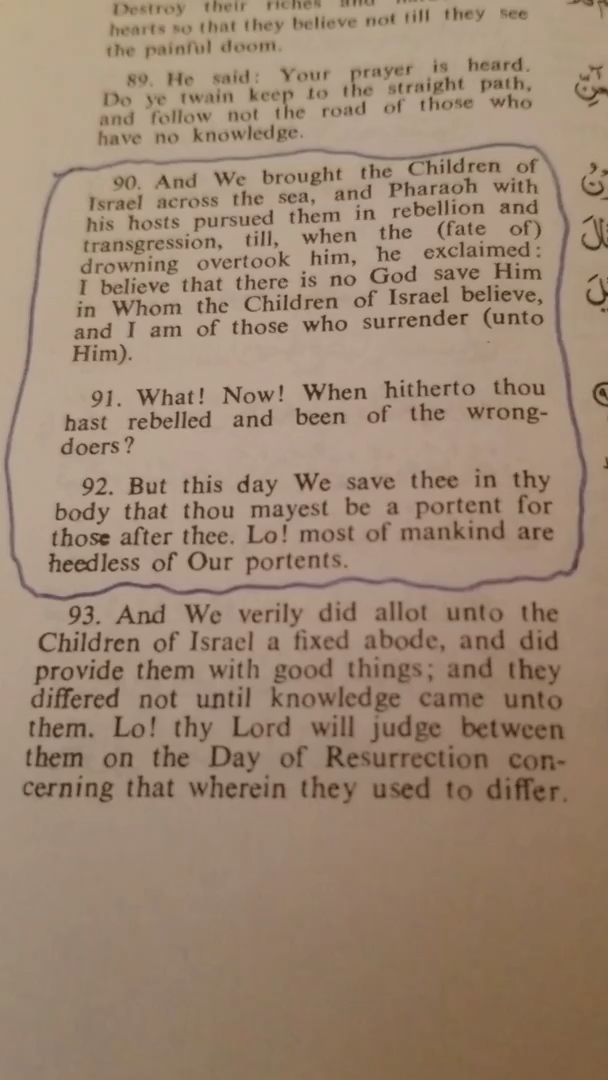 Destroy their riches and
hearts so that they believe not till they see
the painful doom.
89. He said: Your prayer is heard.
Do ye twain keep to the straight path,
and follow not the road of those who
have no knowledge.
90. And We brought the Children of
Israel across the sea, and Pharaoh with
his hosts pursued them in rebellion and
transgression, till, when the (fate of)
drowning overtook him, he exclaimed:
I believe that there is no God save Him
in Whom the Children of Israel believe,
and I am of those who surrender (unto
Him).
91. What! Now! When hitherto thou
hast rebelled and been of the wrong-
doers?
92. But this day We save thee in thy
body that thou mayest be a portent for
those after thee. Lo! most of mankind are
heedless of Our portents.
93. And We verily did allot unto the
Children of Israel a fixed abode, and did
provide them with good things; and they
differed not until knowledge came unto
them. Lo! thy Lord will judge between
them on the Day of Resurrection con-
cerning that wherein they used to differ.